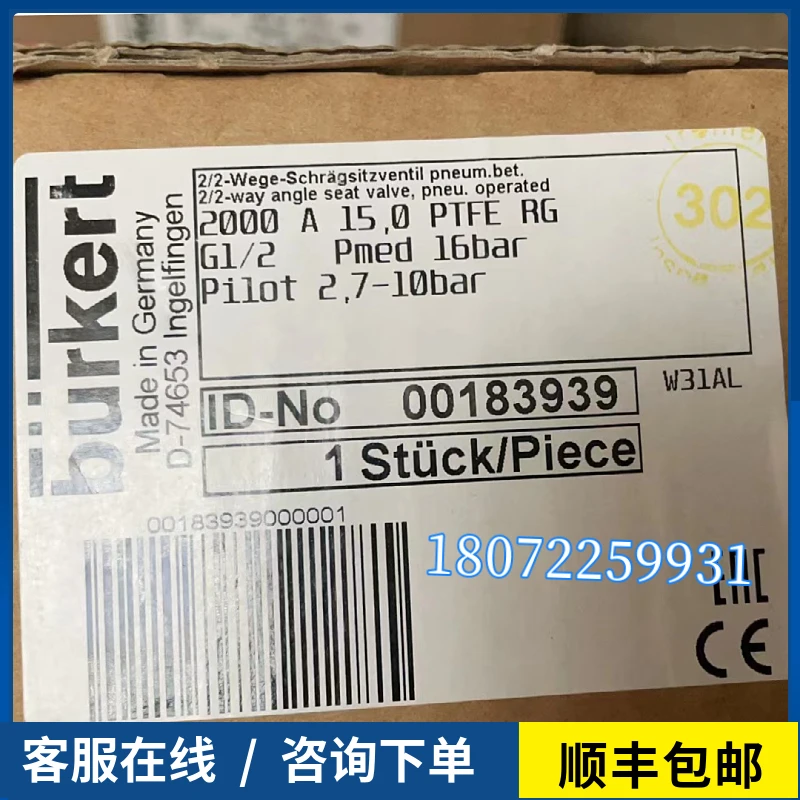 bürkert
Made in Germany
D-74653 Ingelfingen
2/2-Wege-Schrägsitzventil pneum.bet.
2/2-way angle seat valve, pneu. operated
2000 A 15,0 PTFE RG
G1/2 Pmed 16bar
Pilot 2,7-10bar
302
ID-No 00183939
W31AL
1 Stück/Piece
00183939000001
18072259931
EAC
CE
客服在线 / 咨询下单
顺丰包邮